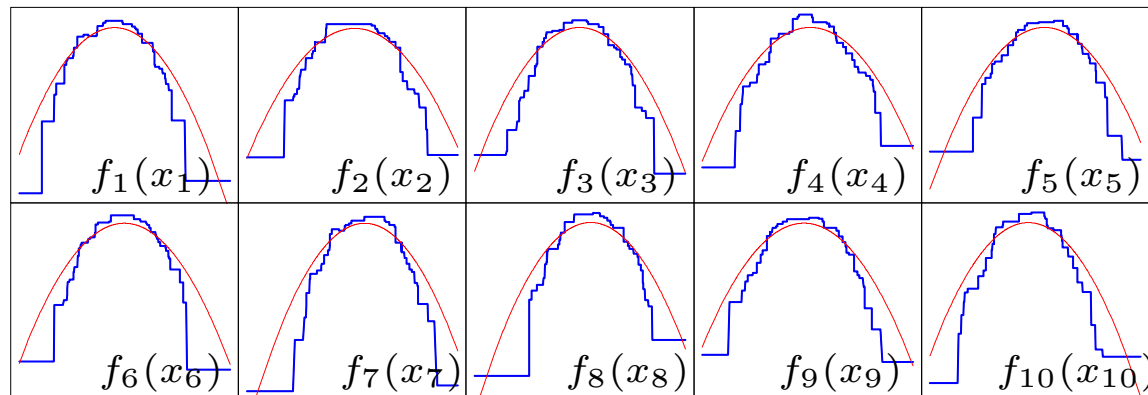 f₁(x₁) f₂(x₂) f₃(x₃) f₄(x₄) f₅(x₅)
f₆(x₆) f₇(x₇) f₈(x₈) f₉(x₉) f₁₀(x₁₀)